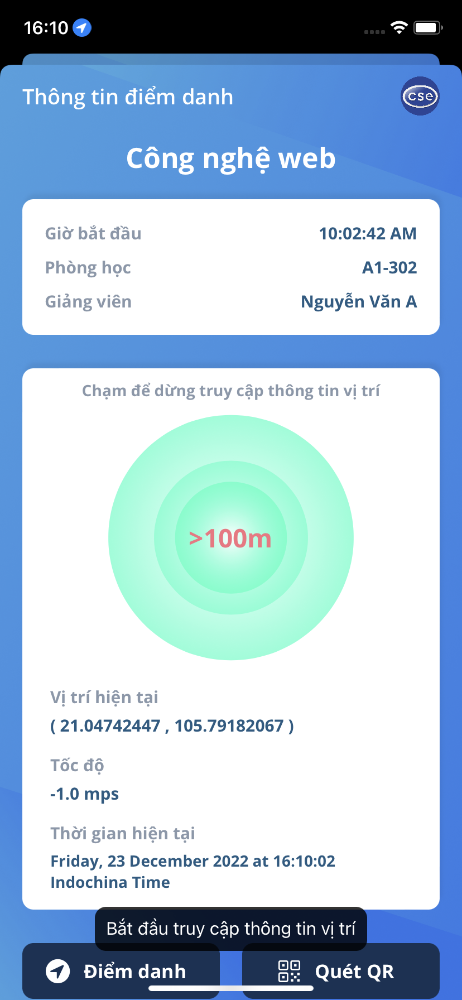 16:10
Thông tin điểm danh
cse
Công nghệ web
Giờ bắt đầu 10:02:42 AM
Phòng học A1-302
Giảng viên Nguyễn Văn A
Chạm để dừng truy cập thông tin vị trí
>100m
Vị trí hiện tại
( 21.04742447 , 105.79182067 )
Tốc độ
-1.0 mps
Thời gian hiện tại
Friday, 23 December 2022 at 16:10:02
Indochina Time
Bắt đầu truy cập thông tin vị trí
Điểm danh Quét QR